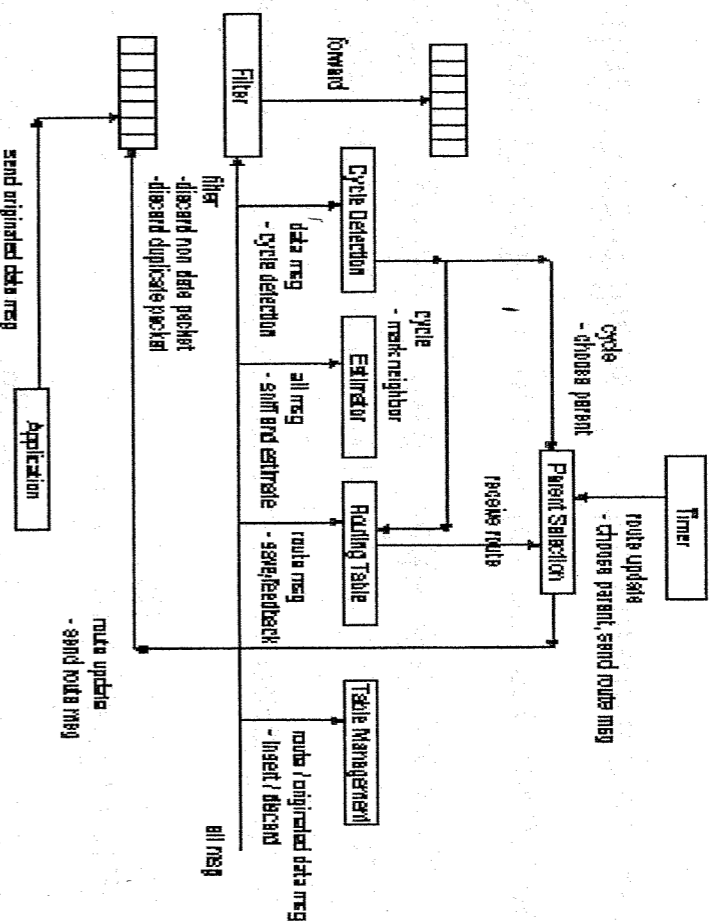 Timer
route update
- choose parent, send route msg
cycle
- choose parent
Parent Selection
receive route
cycle
- mark neighbor
Cycle Detection
Estimator
Routing Table
Table Management
forward
Filter
data msg
- cycle detection
all msg
- sniff and estimate
route msg
- save/feedback
route / originated data msg
- Insert / discard
all msg
filter
-discard non data packet
-discard duplicate packet
route update
- send route msg
Application
send originated data msg